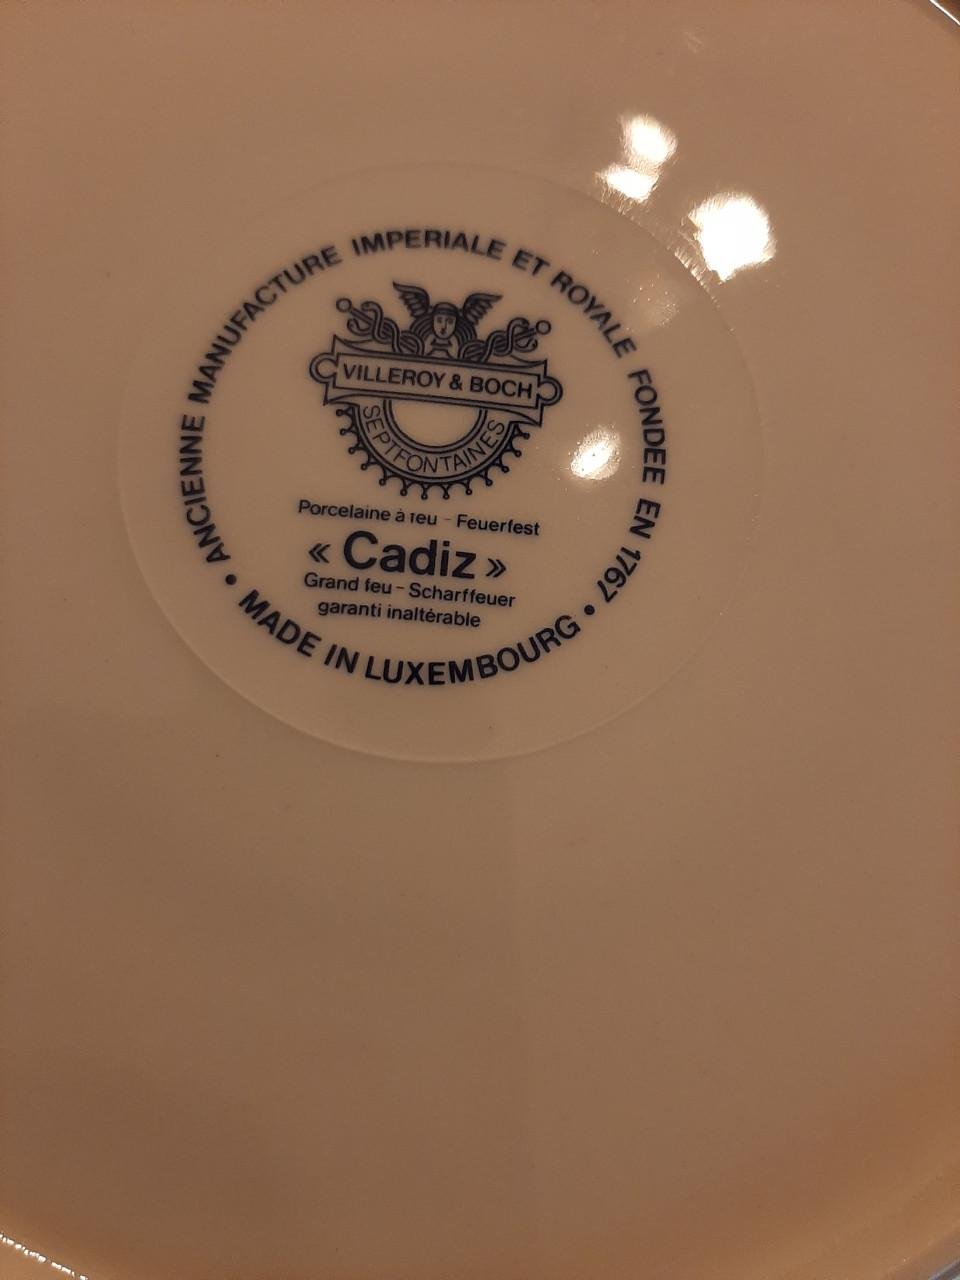 ANCIENNE MANUFACTURE IMPERIALE ET ROYALE FONDEE EN 1767
VILLEROY & BOCH
SEPTFONTAINES
Porcelaine à feu - Feuerfest
« Cadiz »
Grand feu - Scharffeuer
garanti inaltérable
• MADE IN LUXEMBOURG •